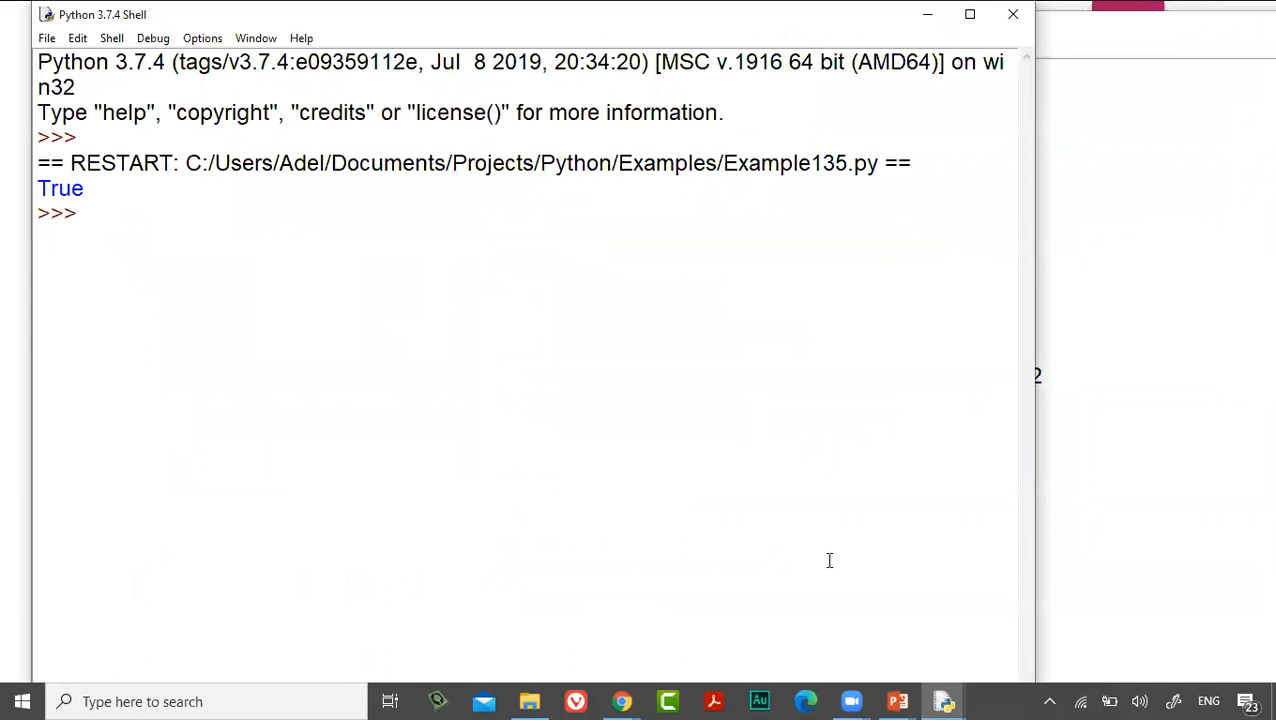 Python 3.7.4 Shell
File Edit Shell Debug Options Window Help
Python 3.7.4 (tags/v3.7.4:e09359112e, Jul  8 2019, 20:34:20) [MSC v.1916 64 bit (AMD64)] on wi
n32
Type "help", "copyright", "credits" or "license()" for more information.
>>>
== RESTART: C:/Users/Adel/Documents/Projects/Python/Examples/Example135.py ==
True
>>>
2
Type here to search
Au
ENG
23